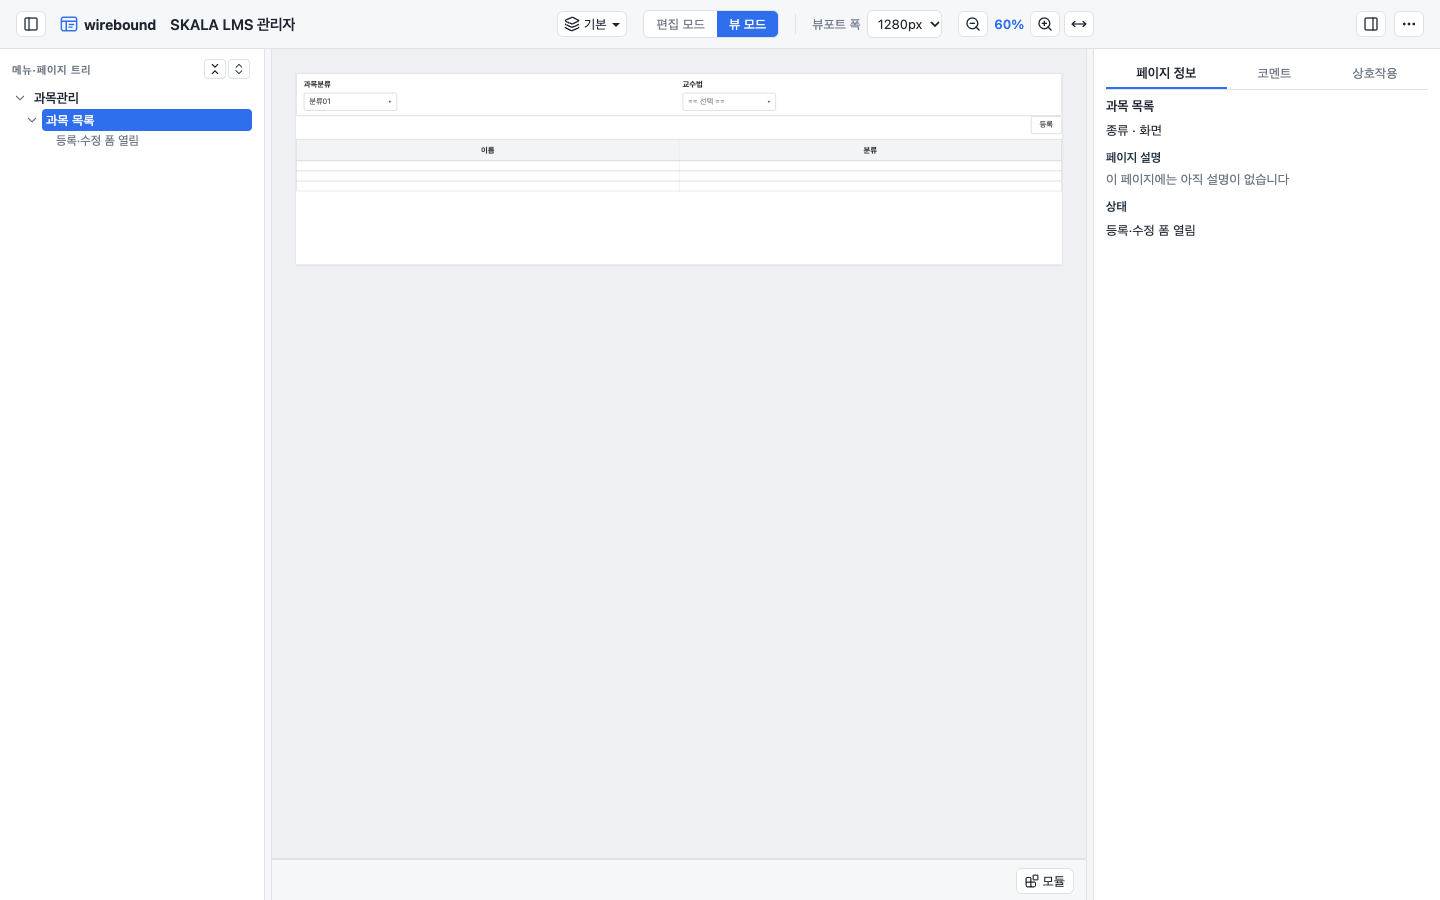 wirebound SKALA LMS 관리자
기본
편집 모드
뷰 모드
뷰포트 폭
1280px
60%
메뉴·페이지 트리
과목관리
과목 목록
등록·수정 폼 열림
과목분류
분류01
교수법
== 선택 ==
등록
이름
분류
모듈
페이지 정보
코멘트
상호작용
과목 목록
종류 · 화면
페이지 설명
이 페이지에는 아직 설명이 없습니다
상태
등록·수정 폼 열림